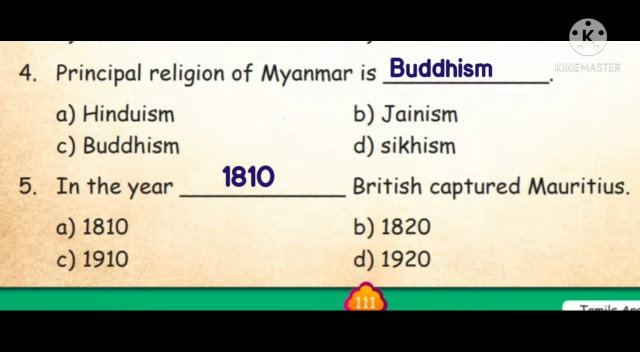 K
KINEMASTER
4. Principal religion of Myanmar is Buddhism.
a) Hinduism b) Jainism
c) Buddhism d) sikhism
5. In the year 1810 British captured Mauritius.
a) 1810 b) 1820
c) 1910 d) 1920
111
Tamils